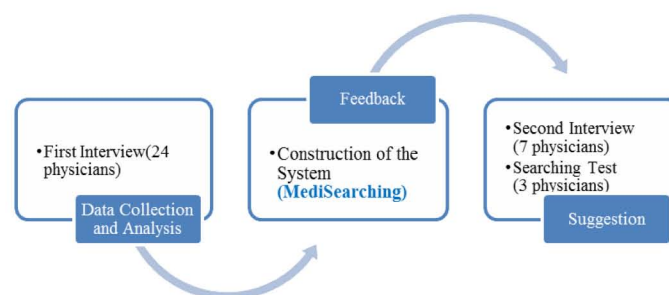 •First Interview(24
physicians)
Data Collection
and Analysis
Feedback
•Construction of the
System
(MediSearching)
•Second Interview
(7 physicians)
•Searching Test
(3 physicians)
Suggestion